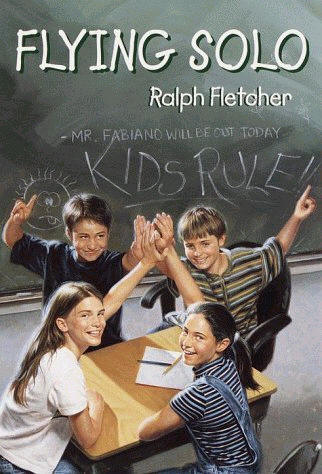 FLYING SOLO
Ralph Fletcher
- MR. FABIANO WILL BE OUT TODAY
KIDS RULE!!